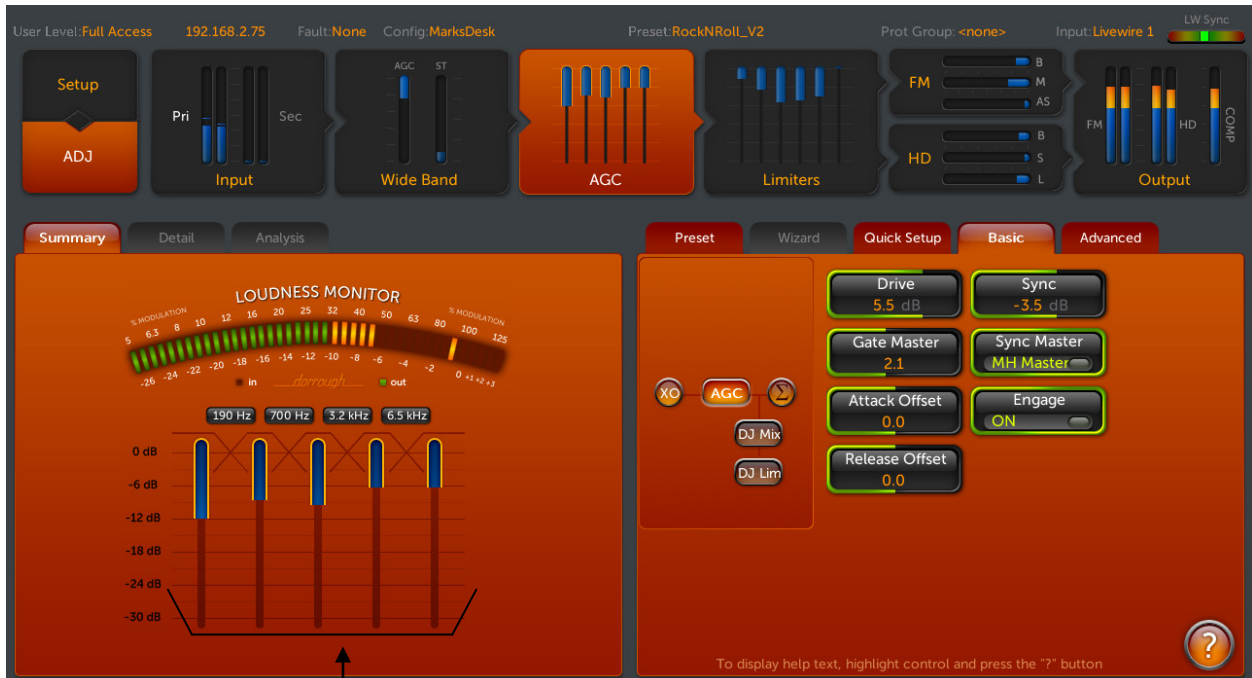 User Level:Full Access 192.168.2.75 Fault:None Config:MarksDesk Preset:RockNRoll_V2 Prot Group: <none> Input:Livewire 1 LW Sync
Setup
ADJ
Pri
Sec
Input
AGC ST
Wide Band
AGC
Limiters
FM
B
M
AS
HD
B
S
L
FM
HD
COMP
Output
Summary Detail Analysis
LOUDNESS MONITOR
% MODULATION
% MODULATION
5 6.3 8 10 12 16 20 25 32 40 50 63 80 100 125
-26 -24 -22 -20 -18 -16 -14 -12 -10 -8 -6 -4 -2 0 +1 +2 +3
in dorrough out
190 Hz 700 Hz 3.2 kHz 6.5 kHz
0 dB
-6 dB
-12 dB
-18 dB
-24 dB
-30 dB
Preset Wizard Quick Setup Basic Advanced
XO AGC Σ
DJ Mix
DJ Lim
Drive
5.5 dB
Sync
-3.5 dB
Gate Master
2.1
Sync Master
MH Master
Attack Offset
0.0
Engage
ON
Release Offset
0.0
?
To display help text, highlight control and press the "?" button